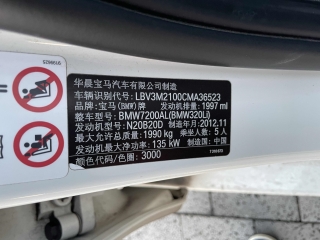 华晨宝马汽车有限公司制造
车辆识别代号: LBV3M2100CMA36523
品牌: 宝马(BMW)牌 发动机排量: 1997 ml
整车型号: BMW7200AL(BMW320Li)
发动机型号: N20B20D 制造年月: 2012.11
最大允许总质量: 1990 kg 乘坐人数: 5 人
发动机最大净功率: 135 kW 制造国: 中国
颜色代码/色圈: 3000